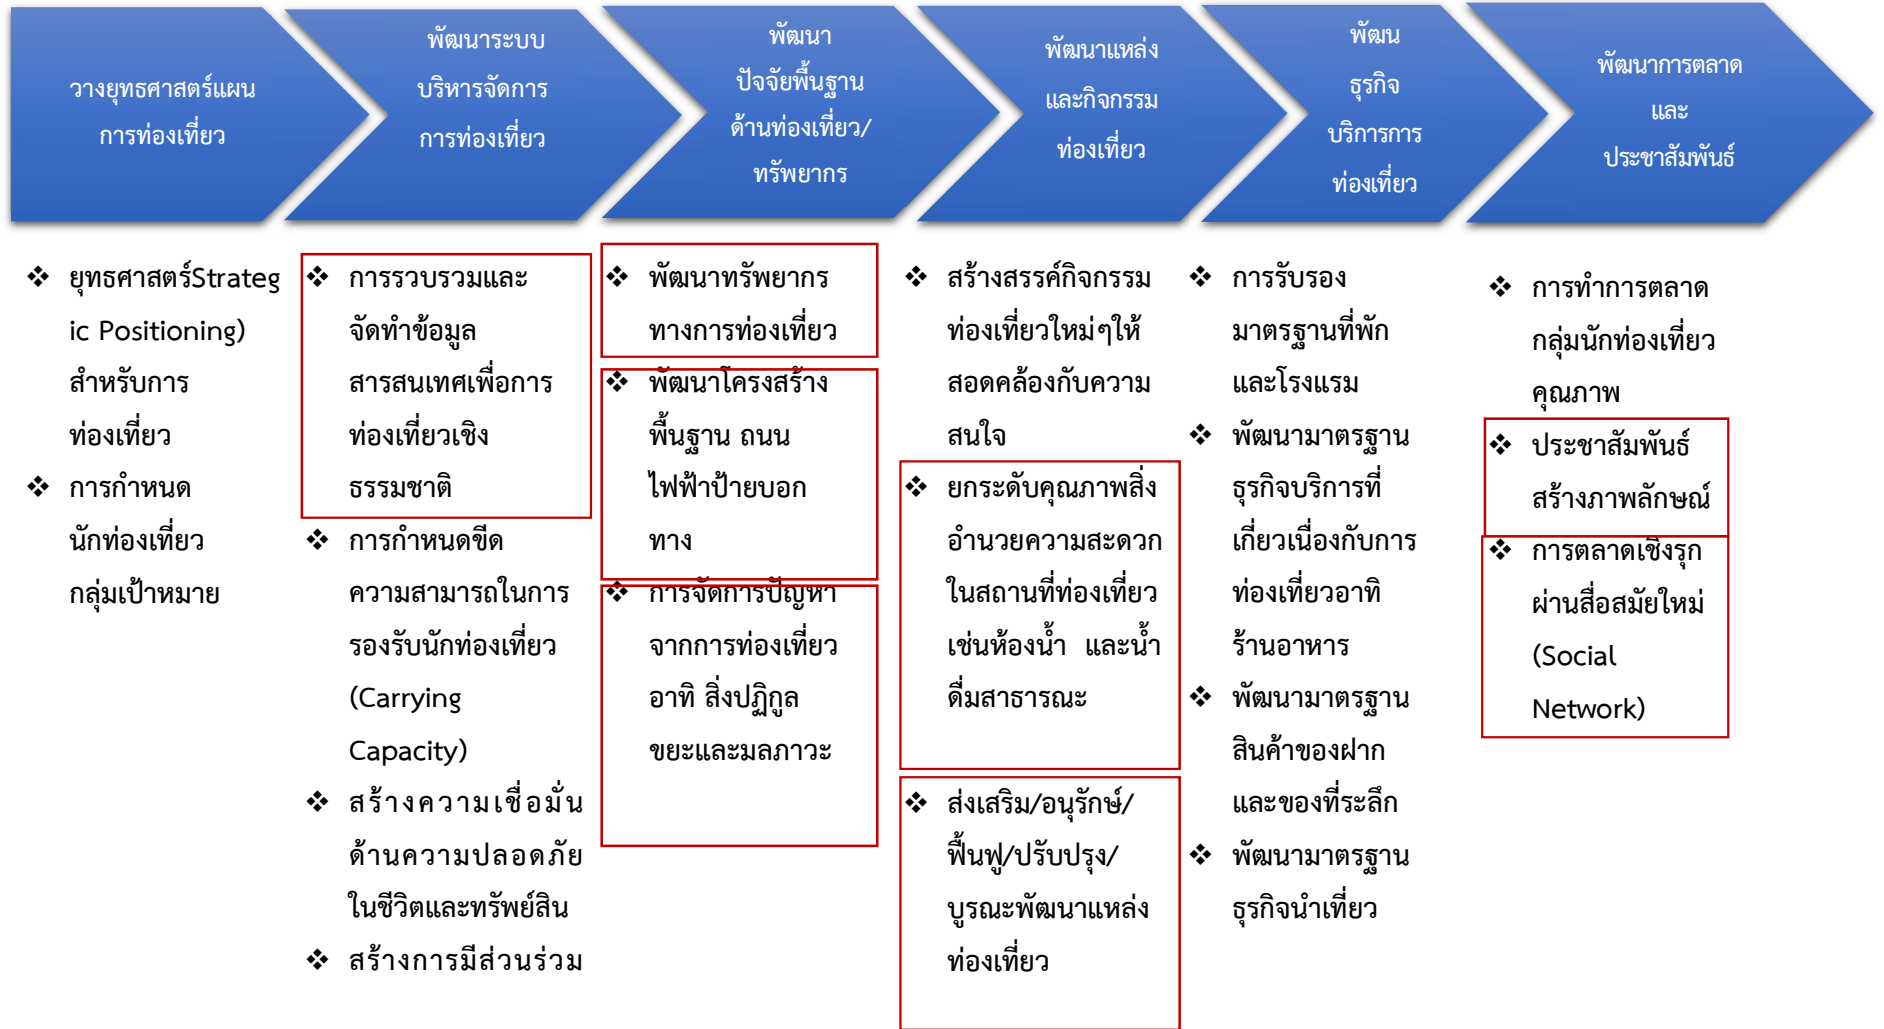 วางยุทธศาสตร์แผน
การท่องเที่ยว
พัฒนาระบบ
บริหารจัดการ
การท่องเที่ยว
พัฒนา
ปัจจัยพื้นฐาน
ด้านท่องเที่ยว/
ทรัพยากร
พัฒนาแหล่ง
และกิจกรรม
ท่องเที่ยว
พัฒน
ธุรกิจ
บริการการ
ท่องเที่ยว
พัฒนาการตลาด
และ
ประชาสัมพันธ์
❖ ยุทธศาสตร์Strateg
ic Positioning)
สำหรับการ
ท่องเที่ยว
❖ การกำหนด
นักท่องเที่ยว
กลุ่มเป้าหมาย
❖ การรวบรวมและ
จัดทำข้อมูล
สารสนเทศเพื่อการ
ท่องเที่ยวเชิง
ธรรมชาติ
❖ การกำหนดขีด
ความสามารถในการ
รองรับนักท่องเที่ยว
(Carrying
Capacity)
❖ สร้างความเชื่อมั่น
ด้านความปลอดภัย
ในชีวิตและทรัพย์สิน
❖ สร้างการมีส่วนร่วม
❖ พัฒนาทรัพยากร
ทางการท่องเที่ยว
❖ พัฒนาโครงสร้าง
พื้นฐาน ถนน
ไฟฟ้าป้ายบอก
ทาง
❖ การจัดการปัญหา
จากการท่องเที่ยว
อาทิ สิ่งปฏิกูล
ขยะและมลภาวะ
❖ สร้างสรรค์กิจกรรม
ท่องเที่ยวใหม่ๆให้
สอดคล้องกับความ
สนใจ
❖ ยกระดับคุณภาพสิ่ง
อำนวยความสะดวก
ในสถานที่ท่องเที่ยว
เช่นห้องน้ำ และน้ำ
ดื่มสาธารณะ
❖ ส่งเสริม/อนุรักษ์/
ฟื้นฟู/ปรับปรุง/
บูรณะพัฒนาแหล่ง
ท่องเที่ยว
❖ การรับรอง
มาตรฐานที่พัก
และโรงแรม
❖ พัฒนามาตรฐาน
ธุรกิจบริการที่
เกี่ยวเนื่องกับการ
ท่องเที่ยวอาทิ
ร้านอาหาร
❖ พัฒนามาตรฐาน
สินค้าของฝาก
และของที่ระลึก
❖ พัฒนามาตรฐาน
ธุรกิจนำเที่ยว
❖ การทำการตลาด
กลุ่มนักท่องเที่ยว
คุณภาพ
❖ ประชาสัมพันธ์
สร้างภาพลักษณ์
❖ การตลาดเชิงรุก
ผ่านสื่อสมัยใหม่
(Social
Network)